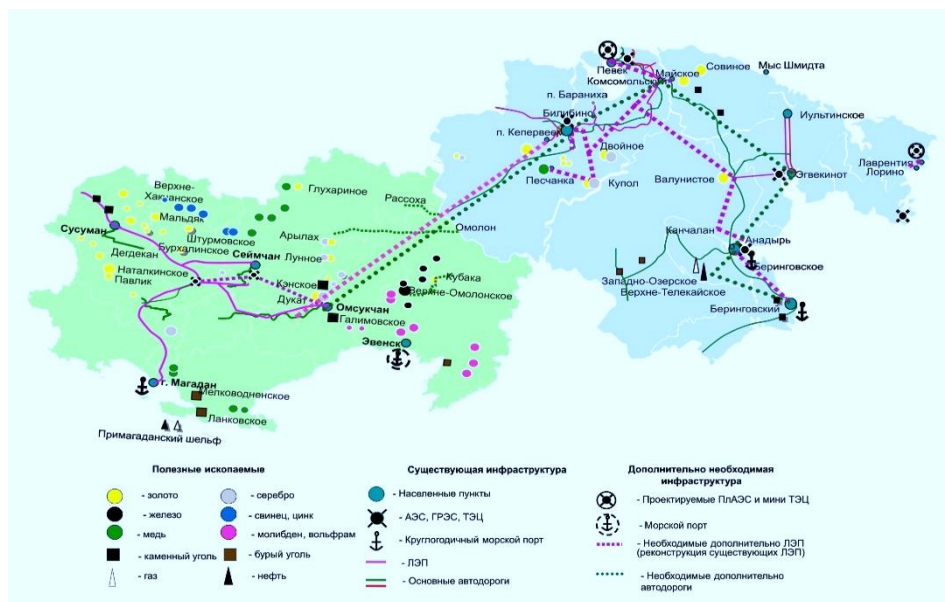 Певек
Комсомольский
Майское
Совиное
Мыс Шмидта
п. Бараниха
Билибино
п. Кепервеем
Иультинское
Двойное
Лаврентия
Лорино
Песчанка
Купол
Валунистое
Эгвекинот
Верхне-
Хакчанское
Глухариное
Рассоха
Мальдяк
Омолон
Канчалан
Сусуман
Штурмовское
Арылах
Анадырь
Бурхалинское
Сеймчан
Лунное
Дегдекан
Беринговское
Наталкинское
Кэнское
Кубака
Западно-Озерское
Павлик
Дукат
Верхне-Омолонское
Верхне-Телекайское
Омсукчан
Беринговский
Галимовское
Эвенск
г. Магадан
Мелководненское
Ланковское
Примагаданский шельф
Полезные ископаемые
- золото
- серебро
- железо
- свинец, цинк
- медь
- молибден, вольфрам
- каменный уголь
- бурый уголь
- газ
- нефть
Существующая инфраструктура
- Населенные пункты
- АЭС, ГРЭС, ТЭЦ
- Круглогодичный морской порт
- ЛЭП
- Основные автодороги
Дополнительно необходимая
инфраструктура
- Проектируемые ПлАЭС и мини ТЭЦ
- Морской порт
- Необходимые дополнительно ЛЭП
(реконструкция существующих ЛЭП)
- Необходимые дополнительно
автодороги